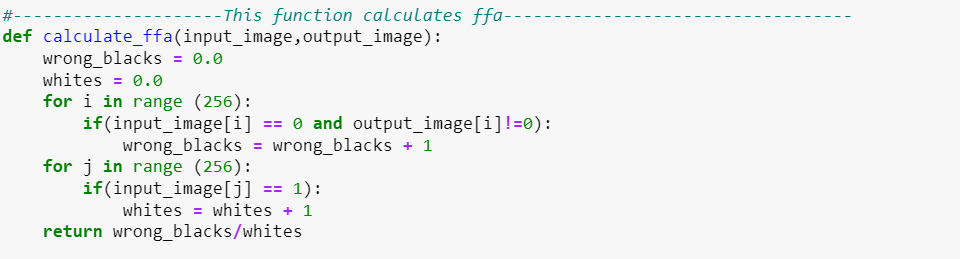 #---------------------This function calculates ffa-----------------------------------
def calculate_ffa(input_image,output_image):
    wrong_blacks = 0.0
    whites = 0.0
    for i in range (256):
        if(input_image[i] == 0 and output_image[i]!=0):
            wrong_blacks = wrong_blacks + 1
    for j in range (256):
        if(input_image[j] == 1):
            whites = whites + 1
    return wrong_blacks/whites